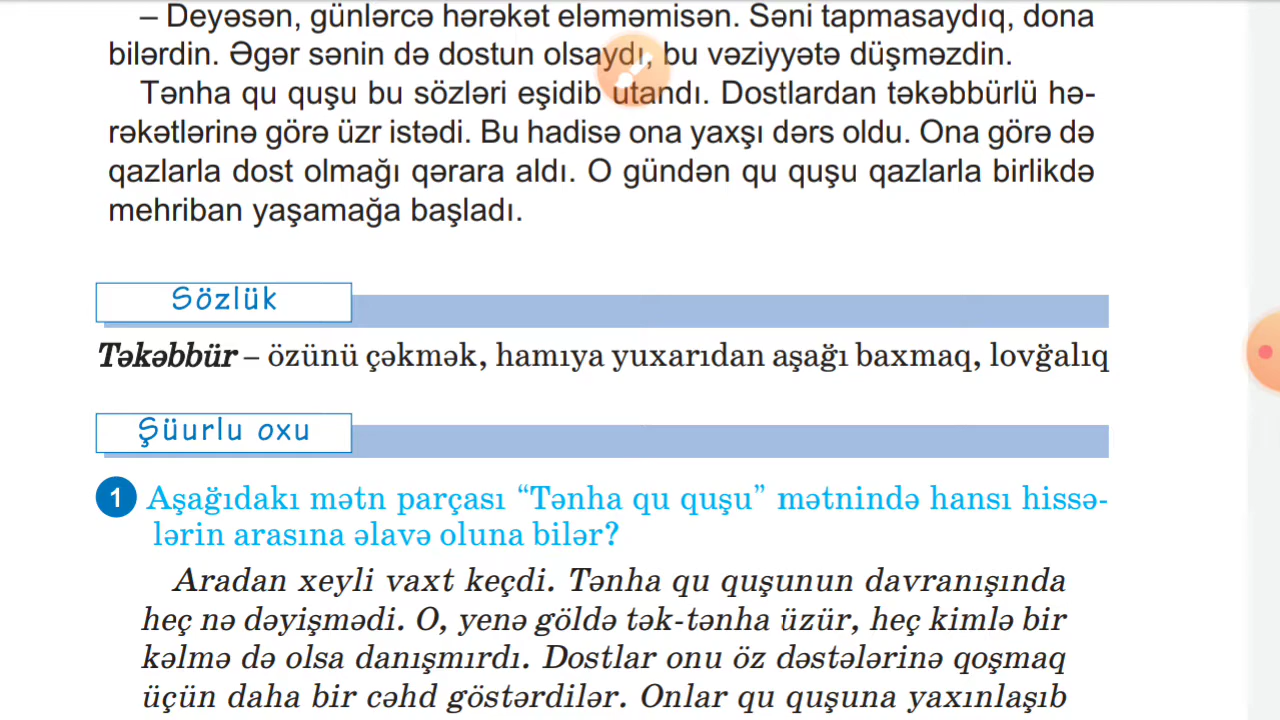 – Deyəsən, günlərcə hərəkət eləməmisən. Səni tapmasaydıq, dona
bilərdin. Əgər sənin də dostun olsaydı, bu vəziyyətə düşməzdin.
Tənha qu quşu bu sözləri eşidib utandı. Dostlardan təkəbbürlü hə-
rəkətlərinə görə üzr istədi. Bu hadisə ona yaxşı dərs oldu. Ona görə də
qazlarla dost olmağı qərara aldı. O gündən qu quşu qazlarla birlikdə
mehriban yaşamağa başladı.
Sözlük
Təkəbbür – özünü çəkmək, hamıya yuxarıdan aşağı baxmaq, lovğalıq
Şüurlu oxu
1 Aşağıdakı mətn parçası “Tənha qu quşu” mətnində hansı hissə-
lərin arasına əlavə oluna bilər?
Aradan xeyli vaxt keçdi. Tənha qu quşunun davranışında
heç nə dəyişmədi. O, yenə göldə tək-tənha üzür, heç kimlə bir
kəlmə də olsa danışmırdı. Dostlar onu öz dəstələrinə qoşmaq
üçün daha bir cəhd göstərdilər. Onlar qu quşuna yaxınlaşıb